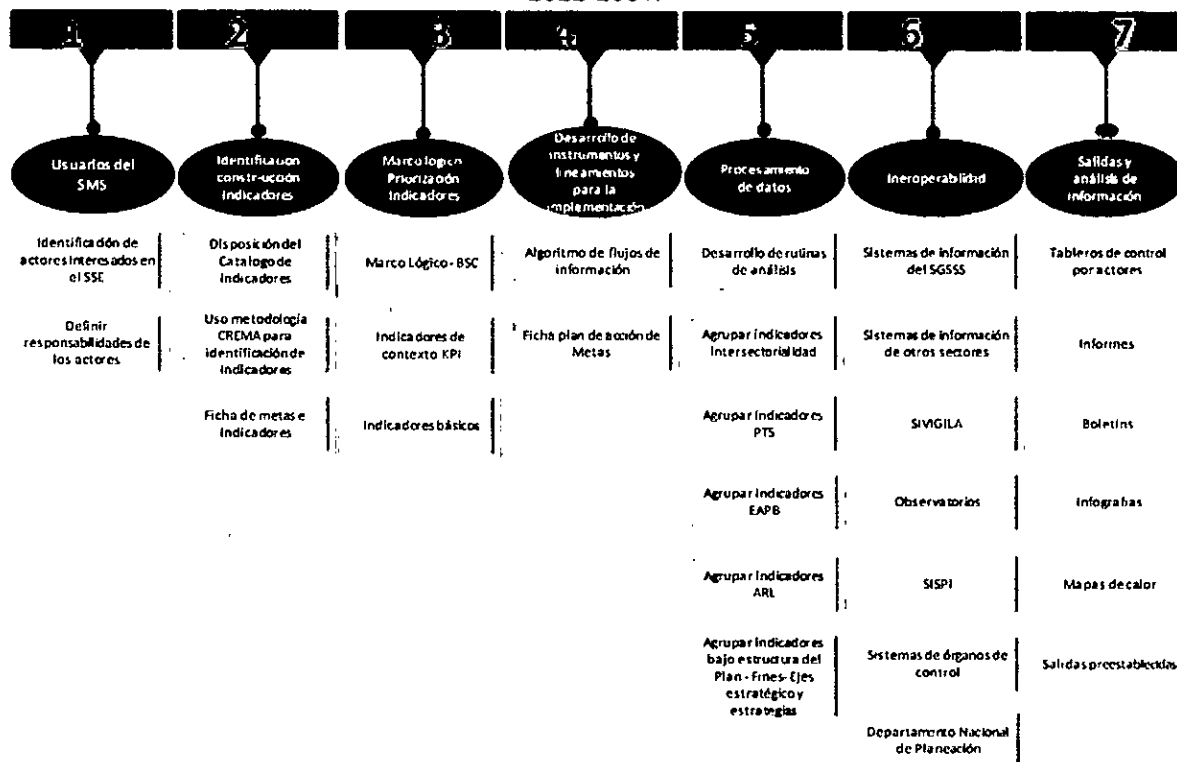 1 2 3 4 5 6 7
Usuarios del
SMS
Identificación
construcción
Indicadores
Marco lógico
Priorización
Indicadores
Desarrollo de
instrumentos y
lineamientos
para la
implementación
Procesamiento
de datos
Ineroperabilidad
Salidas y
análisis de
información
Identificación de
actores interesados en
el SSE
Definir
responsabilidades de
los actores
Disposición del
Catalogo de
Indicadores
Uso metodología
CREMA para
identificación de
Indicadores
Ficha de metas e
Indicadores
Marco Lógico - BSC
Indicadores de
contexto KPI
Indicadores básicos
Algoritmo de flujos de
información
Ficha plan de acción de
Metas
Desarrollo de rutinas
de análisis
Agrupar indicadores
Intersectorialidad
Agrupar Indicadores
PTS
Agrupar Indicadores
EAPB
Agrupar Indicadores
ARL
Agrupar Indicadores
bajo estructura del
Plan - Fines- Ejes
estratégico y
estrategias
Sistemas de información
del SGSSS
Sistemas de información
de otros sectores
SIVIGILA
Observatorios
SISPI
Sistemas de órganos de
control
Departamento Nacional
de Planeación
Tableros de control
por actores
Informes
Boletins
Infografias
Mapas de calor
Salidas preestablecidas